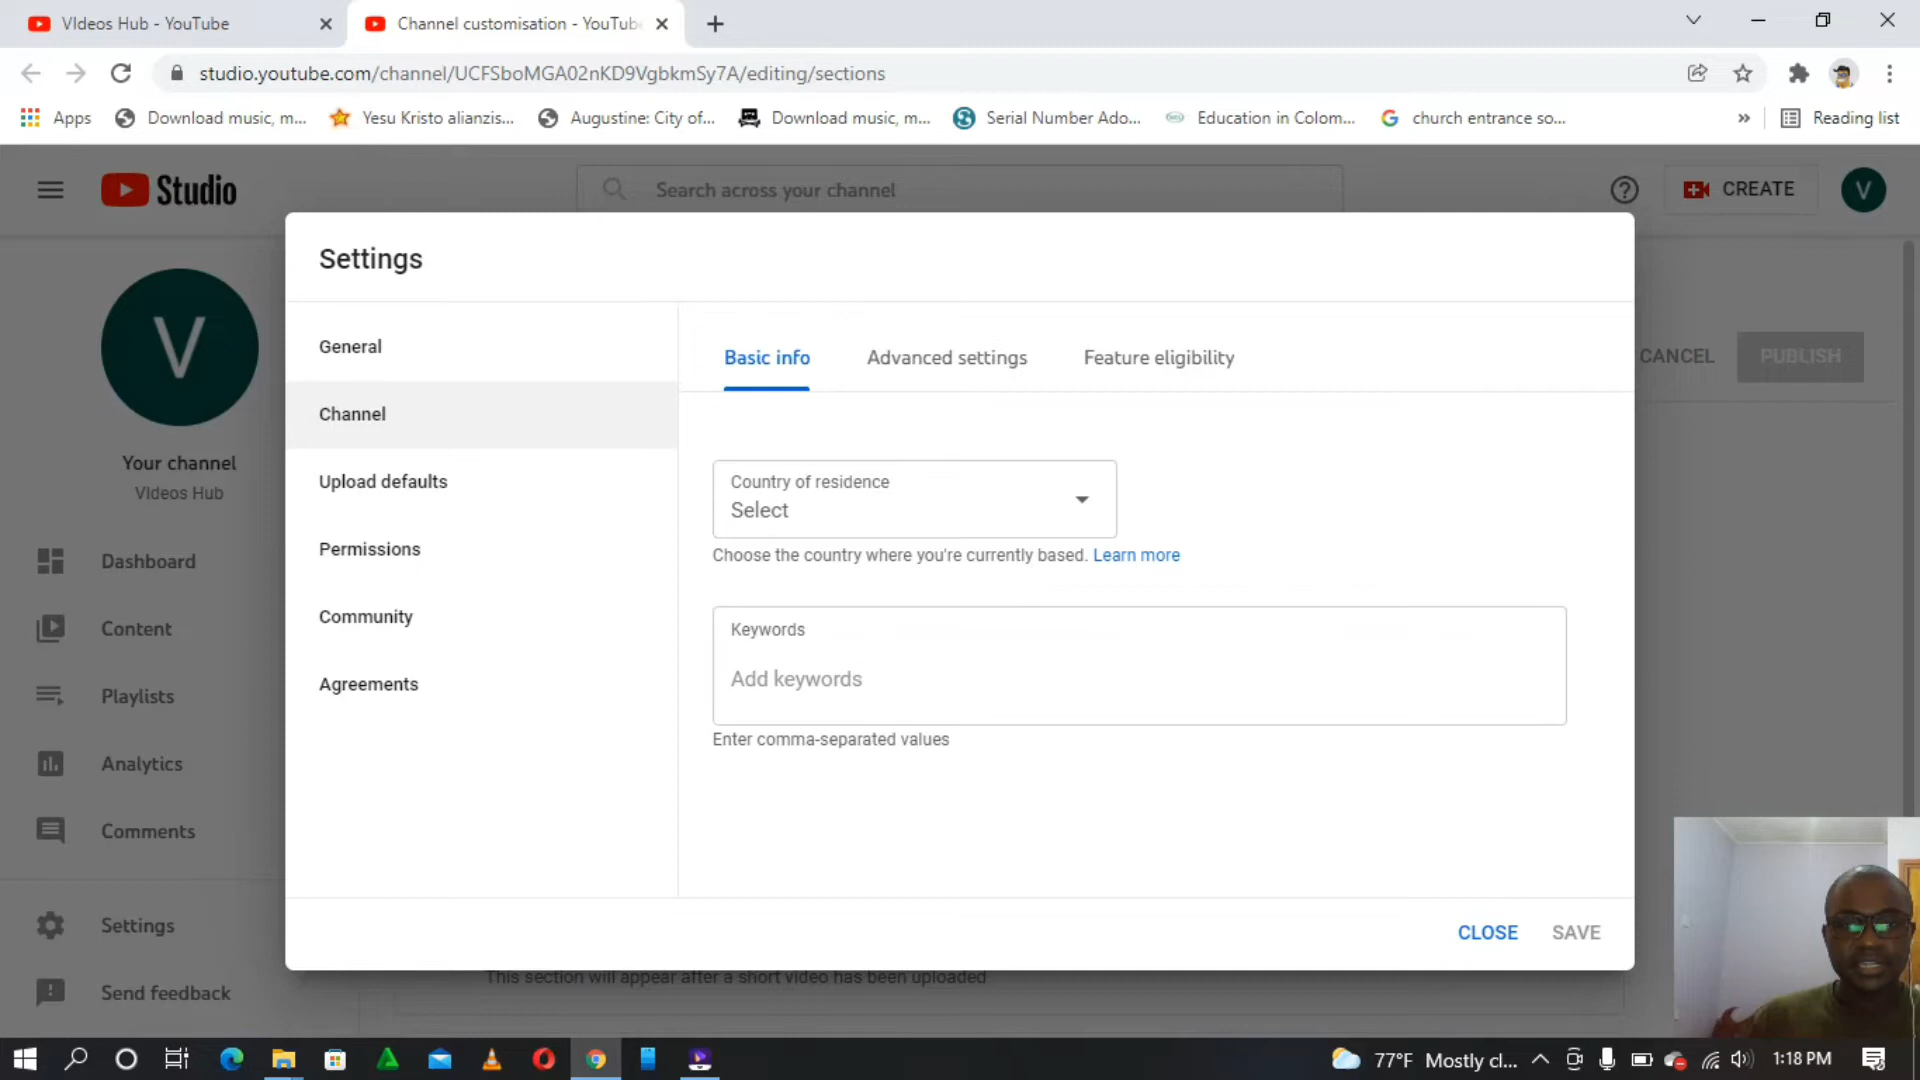 VIdeos Hub - YouTube
Channel customisation - YouTub
studio.youtube.com/channel/UCFSboMGA02nKD9VgbkmSy7A/editing/sections
Apps
Download music, m...
Yesu Kristo alianzis...
Augustine: City of...
Download music, m...
Serial Number Ado...
Education in Colom...
church entrance so...
»
Reading list
Studio
Search across your channel
CREATE
V
Settings
V
Your channel
VIdeos Hub
Dashboard
Content
Playlists
Analytics
Comments
Settings
Send feedback
General
Channel
Upload defaults
Permissions
Community
Agreements
Basic info
Advanced settings
Feature eligibility
CANCEL
PUBLISH
Country of residence
Select
Choose the country where you're currently based. Learn more
Keywords
Add keywords
Enter comma-separated values
CLOSE
SAVE
This section will appear after a short video has been uploaded
77°F Mostly cl...
1:18 PM